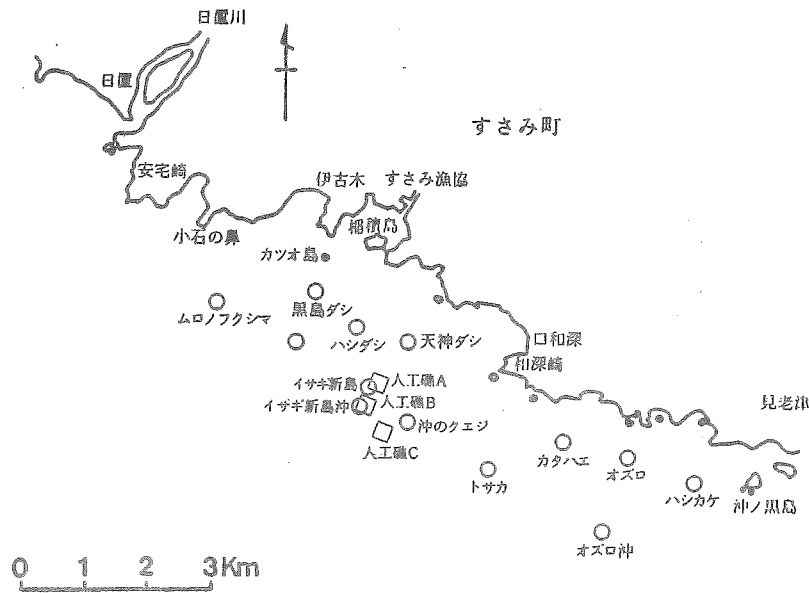 日置川
日置
すさみ町
安宅崎
伊古木
すさみ漁協
稲積島
小石の鼻
カツオ島
黒島ダシ
ムロノフクシマ
ハシダシ
天神ダシ
口和深
和深崎
イサギ新島
人工礁A
イサギ新島沖
人工礁B
見老津
沖のクエジ
人工礁C
カタハエ
オズロ
トサカ
ハシカケ
沖ノ黒島
オズロ沖
0 1 2 3Km